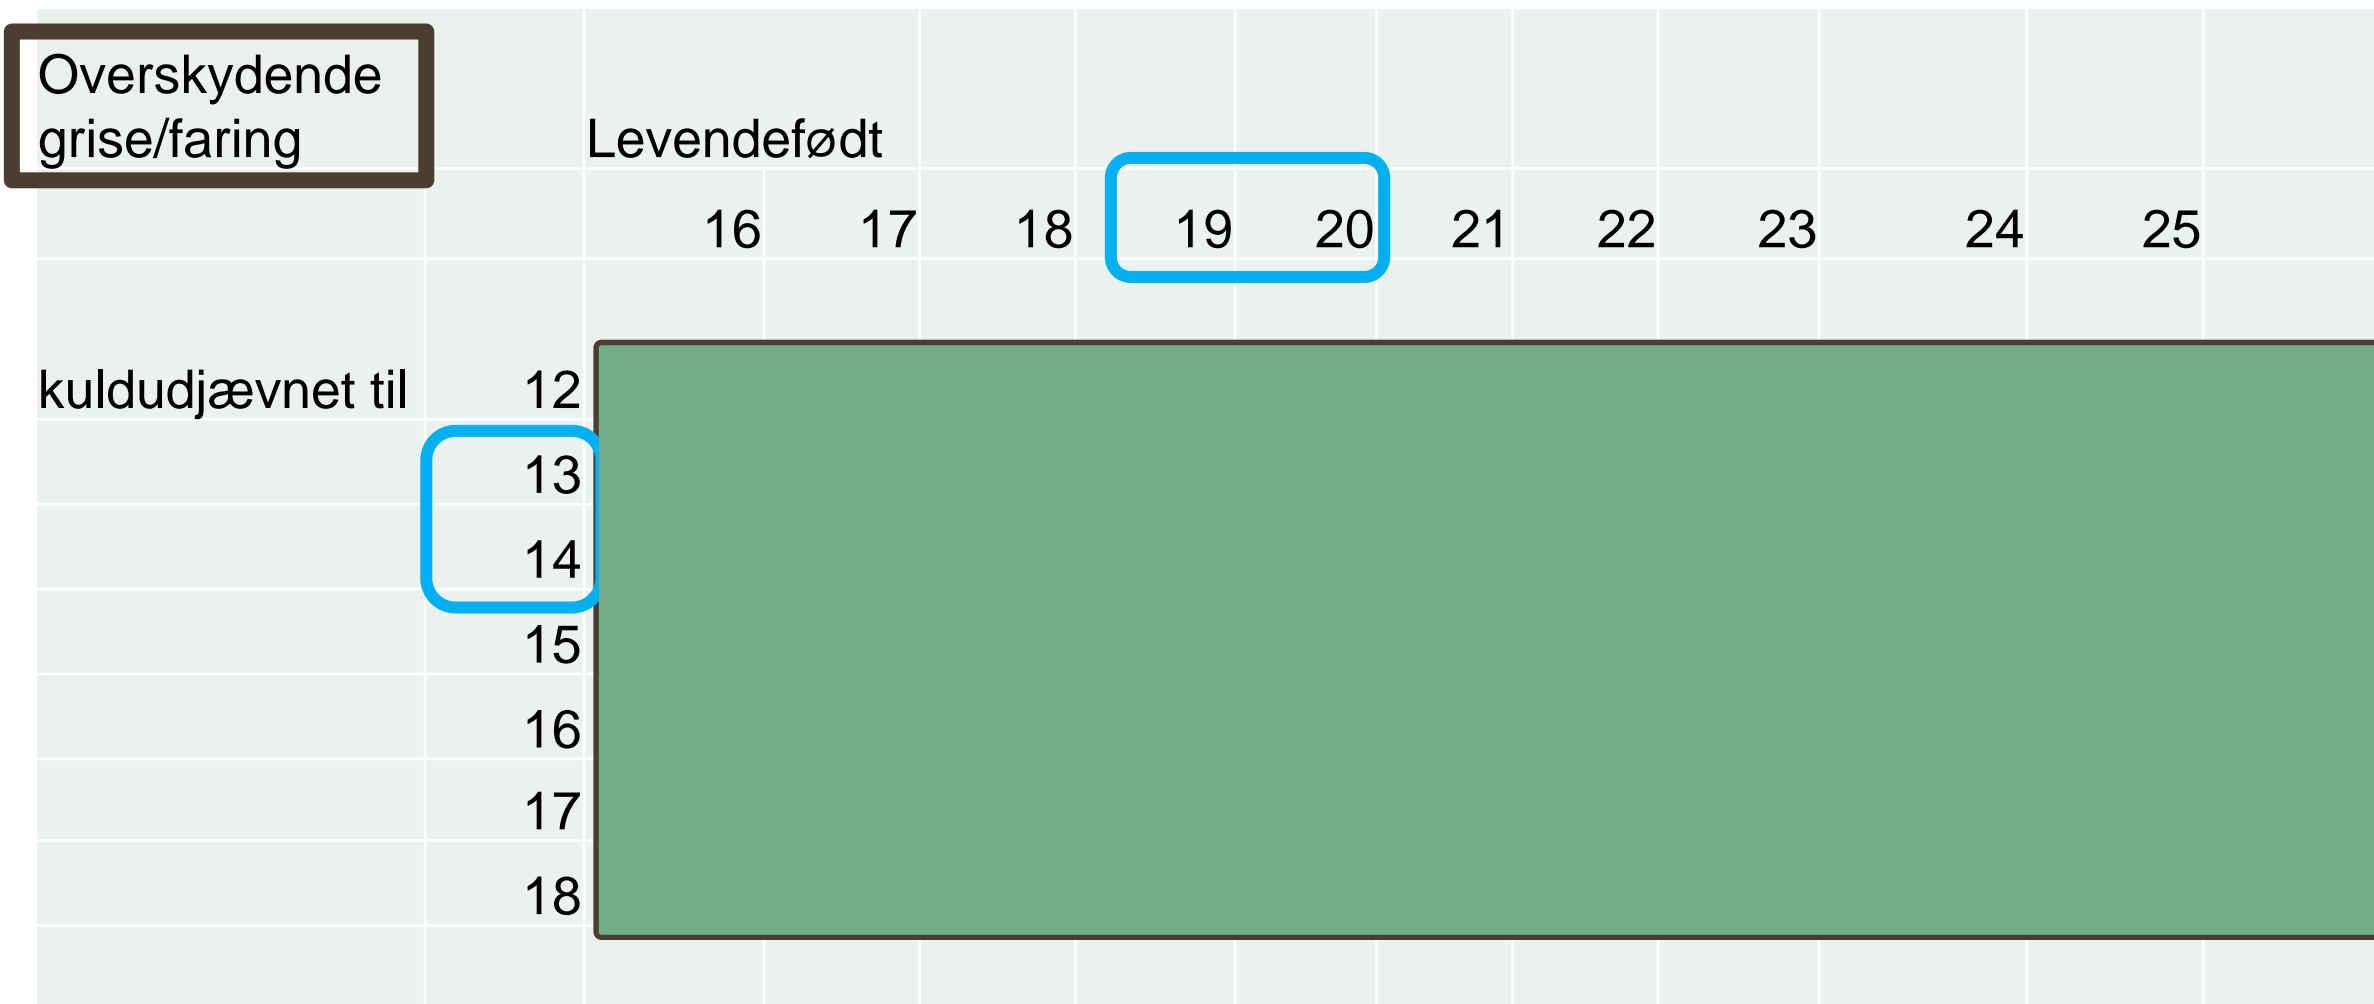 Overskydende
grise/faring
Levendefødt
16 17 18 19 20 21 22 23 24 25
kuldudjævnet til 12
13
14
15
16
17
18